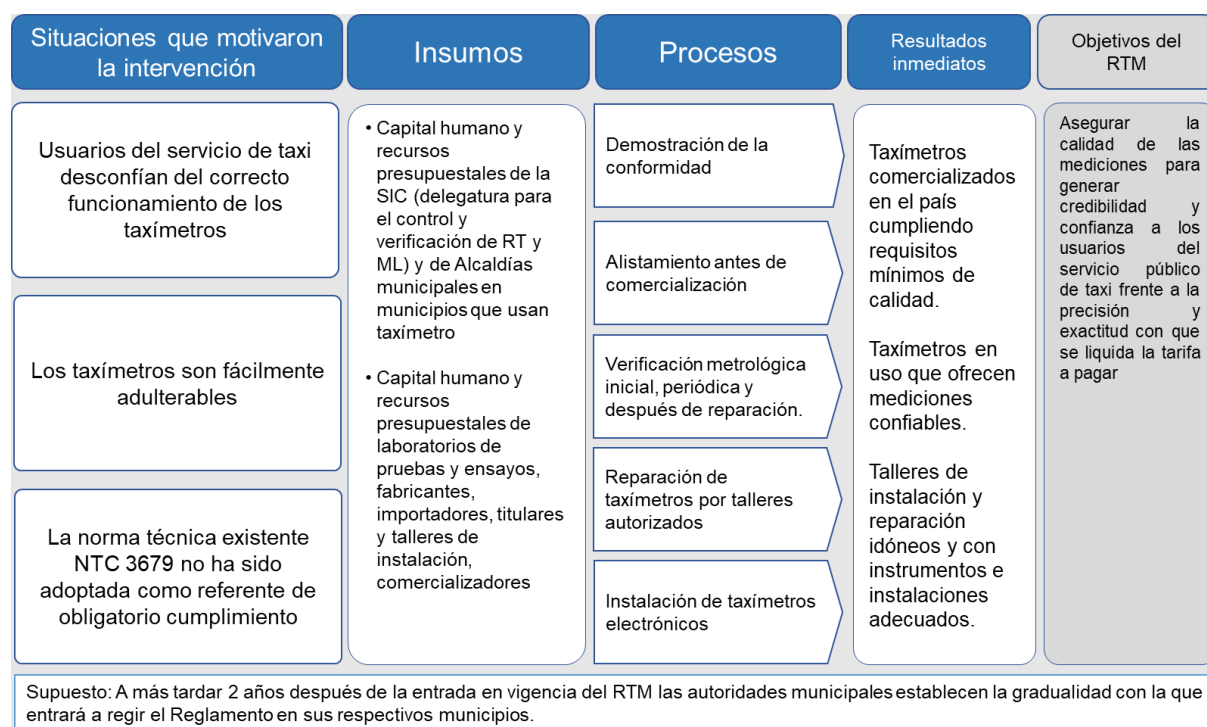 Situaciones que motivaron
la intervención
Insumos
Procesos
Resultados
inmediatos
Objetivos del
RTM
Usuarios del servicio de taxi
desconfían del correcto
funcionamiento de los
taxímetros
Los taxímetros son fácilmente
adulterables
La norma técnica existente
NTC 3679 no ha sido
adoptada como referente de
obligatorio cumplimiento
• Capital humano y
recursos
presupuestales de la
SIC (delegatura para
el control y
verificación de RT y
ML) y de Alcaldías
municipales en
municipios que usan
taxímetro
• Capital humano y
recursos
presupuestales de
laboratorios de
pruebas y ensayos,
fabricantes,
importadores, titulares
y talleres de
instalación,
comercializadores
Demostración de la
conformidad
Alistamiento antes de
comercialización
Verificación metrológica
inicial, periódica y
después de reparación.
Reparación de
taxímetros por talleres
autorizados
Instalación de taxímetros
electrónicos
Taxímetros
comercializados
en el país
cumpliendo
requisitos
mínimos de
calidad.
Taxímetros en
uso que ofrecen
mediciones
confiables.
Talleres de
instalación y
reparación
idóneos y con
instrumentos e
instalaciones
adecuados.
Asegurar la
calidad de las
mediciones para
generar
credibilidad y
confianza a los
usuarios del
servicio público
de taxi frente a la
precisión y
exactitud con que
se liquida la tarifa
a pagar
Supuesto: A más tardar 2 años después de la entrada en vigencia del RTM las autoridades municipales establecen la gradualidad con la que
entrará a regir el Reglamento en sus respectivos municipios.